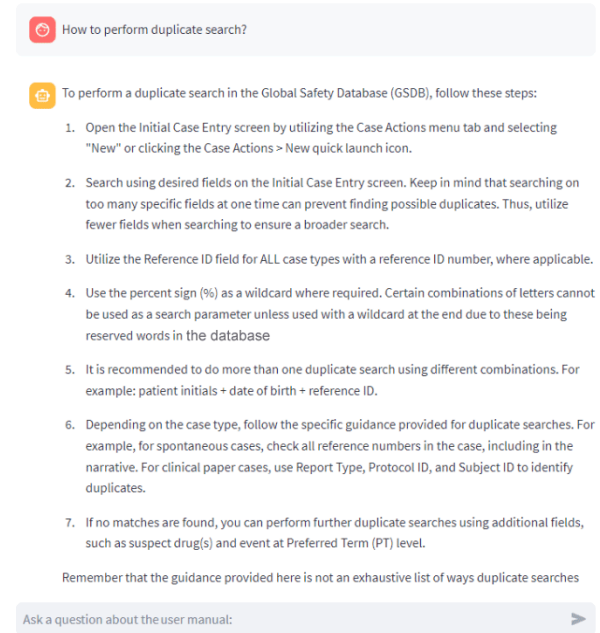 How to perform duplicate search?
To perform a duplicate search in the Global Safety Database (GSDB), follow these steps:
1. Open the Initial Case Entry screen by utilizing the Case Actions menu tab and selecting
"New" or clicking the Case Actions > New quick launch icon.
2. Search using desired fields on the Initial Case Entry screen. Keep in mind that searching on
too many specific fields at one time can prevent finding possible duplicates. Thus, utilize
fewer fields when searching to ensure a broader search.
3. Utilize the Reference ID field for ALL case types with a reference ID number, where applicable.
4. Use the percent sign (%) as a wildcard where required. Certain combinations of letters cannot
be used as a search parameter unless used with a wildcard at the end due to these being
reserved words in the database
5. It is recommended to do more than one duplicate search using different combinations. For
example: patient initials + date of birth + reference ID.
6. Depending on the case type, follow the specific guidance provided for duplicate searches. For
example, for spontaneous cases, check all reference numbers in the case, including in the
narrative. For clinical paper cases, use Report Type, Protocol ID, and Subject ID to identify
duplicates.
7. If no matches are found, you can perform further duplicate searches using additional fields,
such as suspect drug(s) and event at Preferred Term (PT) level.
Remember that the guidance provided here is not an exhaustive list of ways duplicate searches
Ask a question about the user manual: